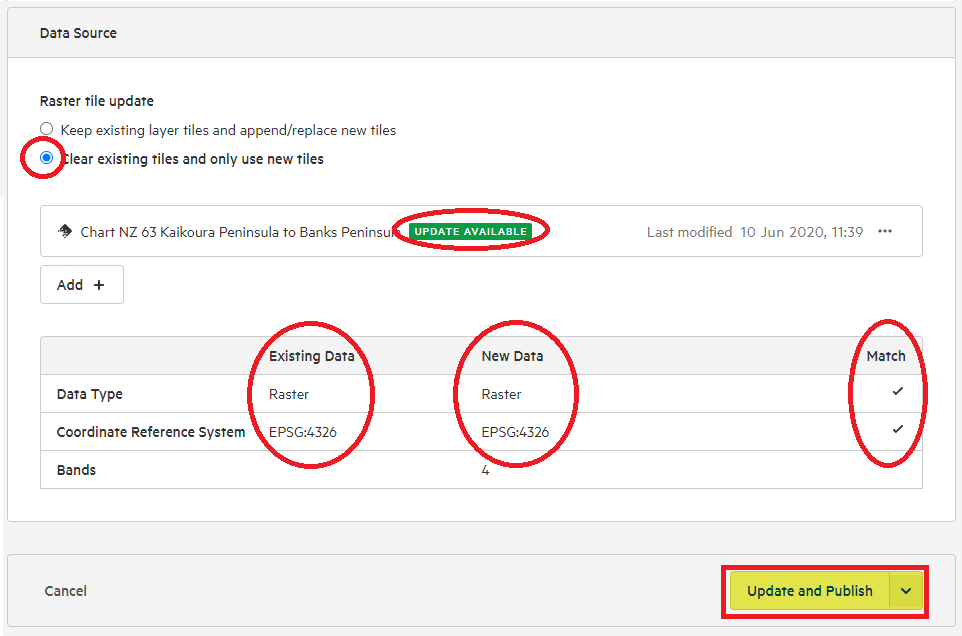 Data Source
Raster tile update
Keep existing layer tiles and append/replace new tiles
Clear existing tiles and only use new tiles
Chart NZ 63 Kaikoura Peninsula to Banks Peninsula UPDATE AVAILABLE Last modified 10 Jun 2020, 11:39
Add +
Existing Data New Data Match
Data Type Raster Raster ✓
Coordinate Reference System EPSG:4326 EPSG:4326 ✓
Bands 4
Cancel Update and Publish